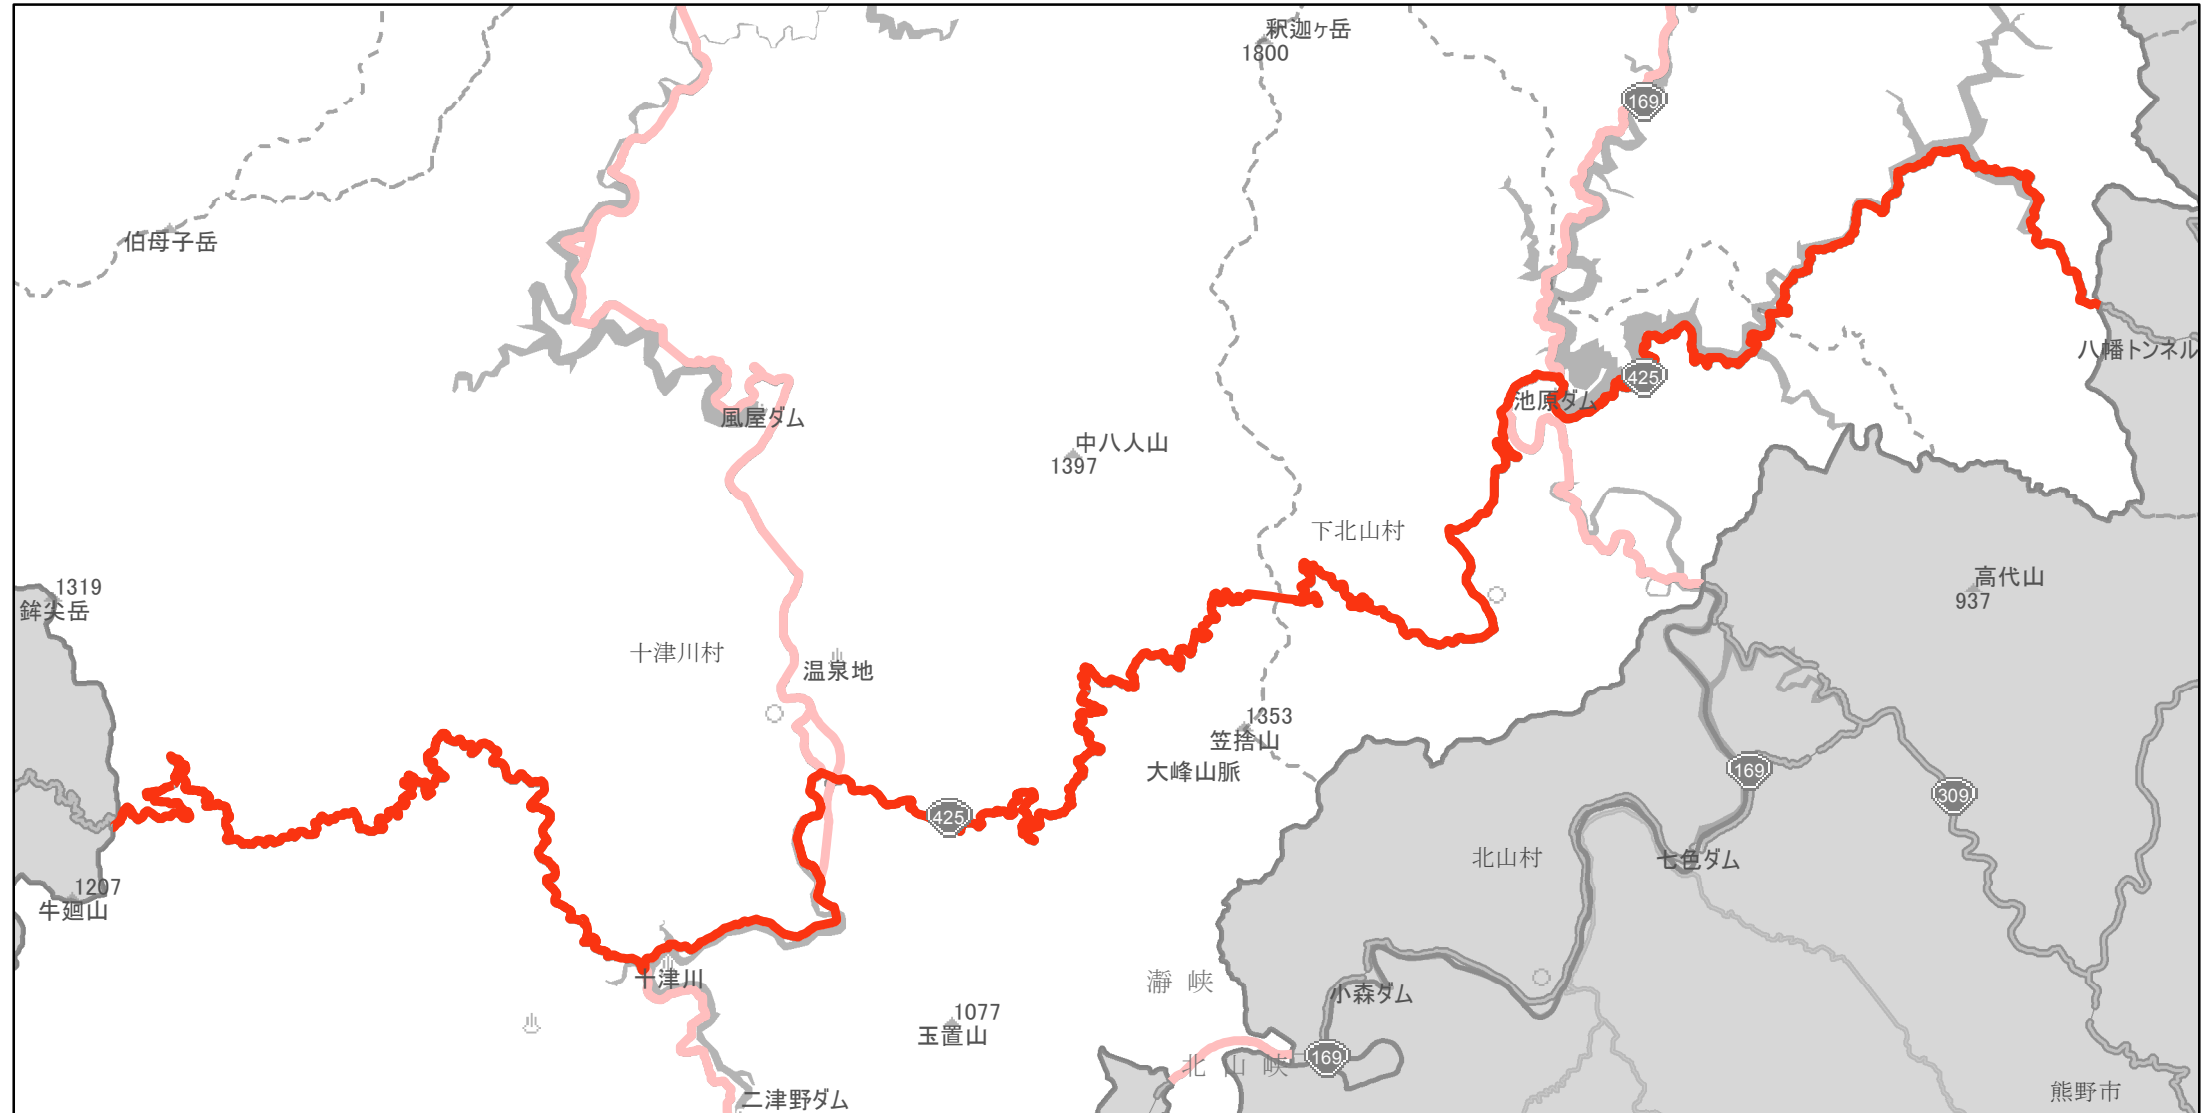 釈迦ヶ岳
1800
169
伯母子岳
八幡トンネル
425
池原ダム
風屋ダム
中八人山
1397
下北山村
1319
鉾尖岳
高代山
937
十津川村
温泉地
1353
笠捨山
大峰山脈
169
309
425
北山村
七色ダム
1207
牛廻山
十津川
瀞 峡
小森ダム
1077
玉置山
169
北 山 峡
二津野ダム
熊野市